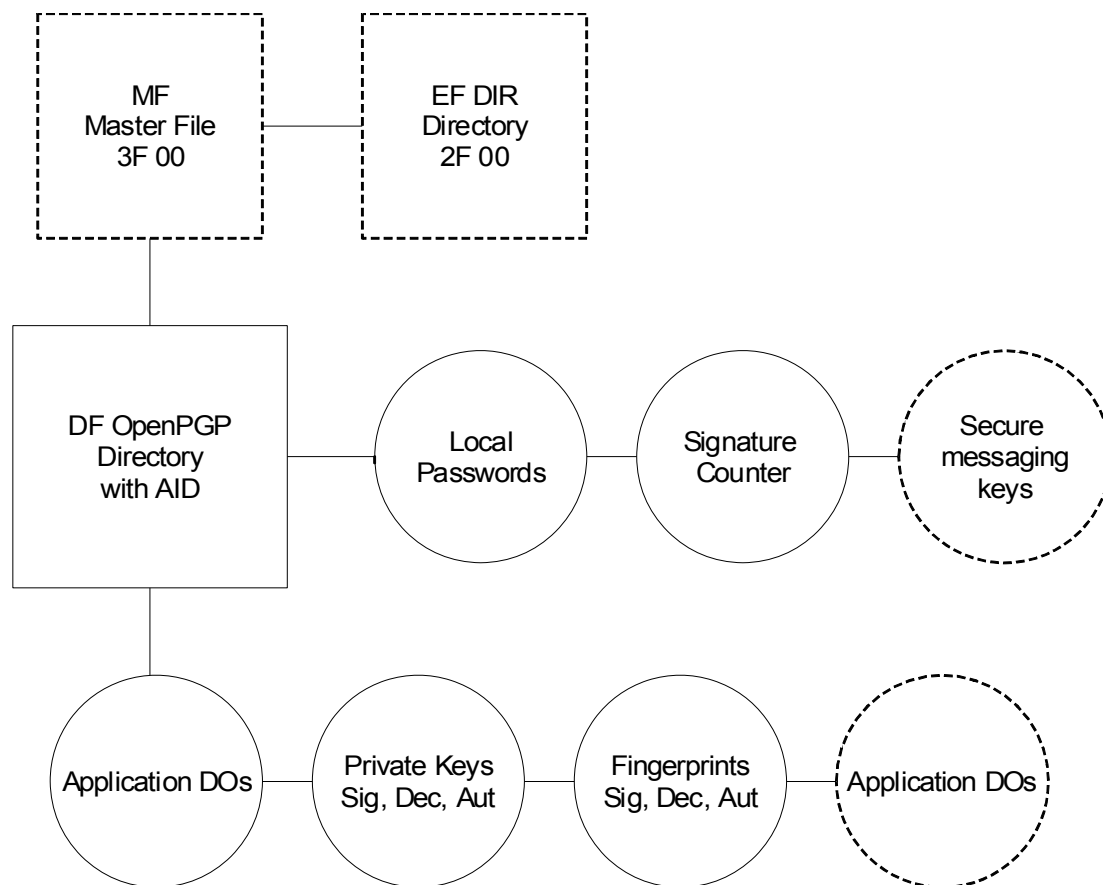 MF
Master File
3F 00
EF DIR
Directory
2F 00
DF OpenPGP
Directory
with AID
Local
Passwords
Signature
Counter
Secure
messaging
keys
Application DOs
Private Keys
Sig, Dec, Aut
Fingerprints
Sig, Dec, Aut
Application DOs